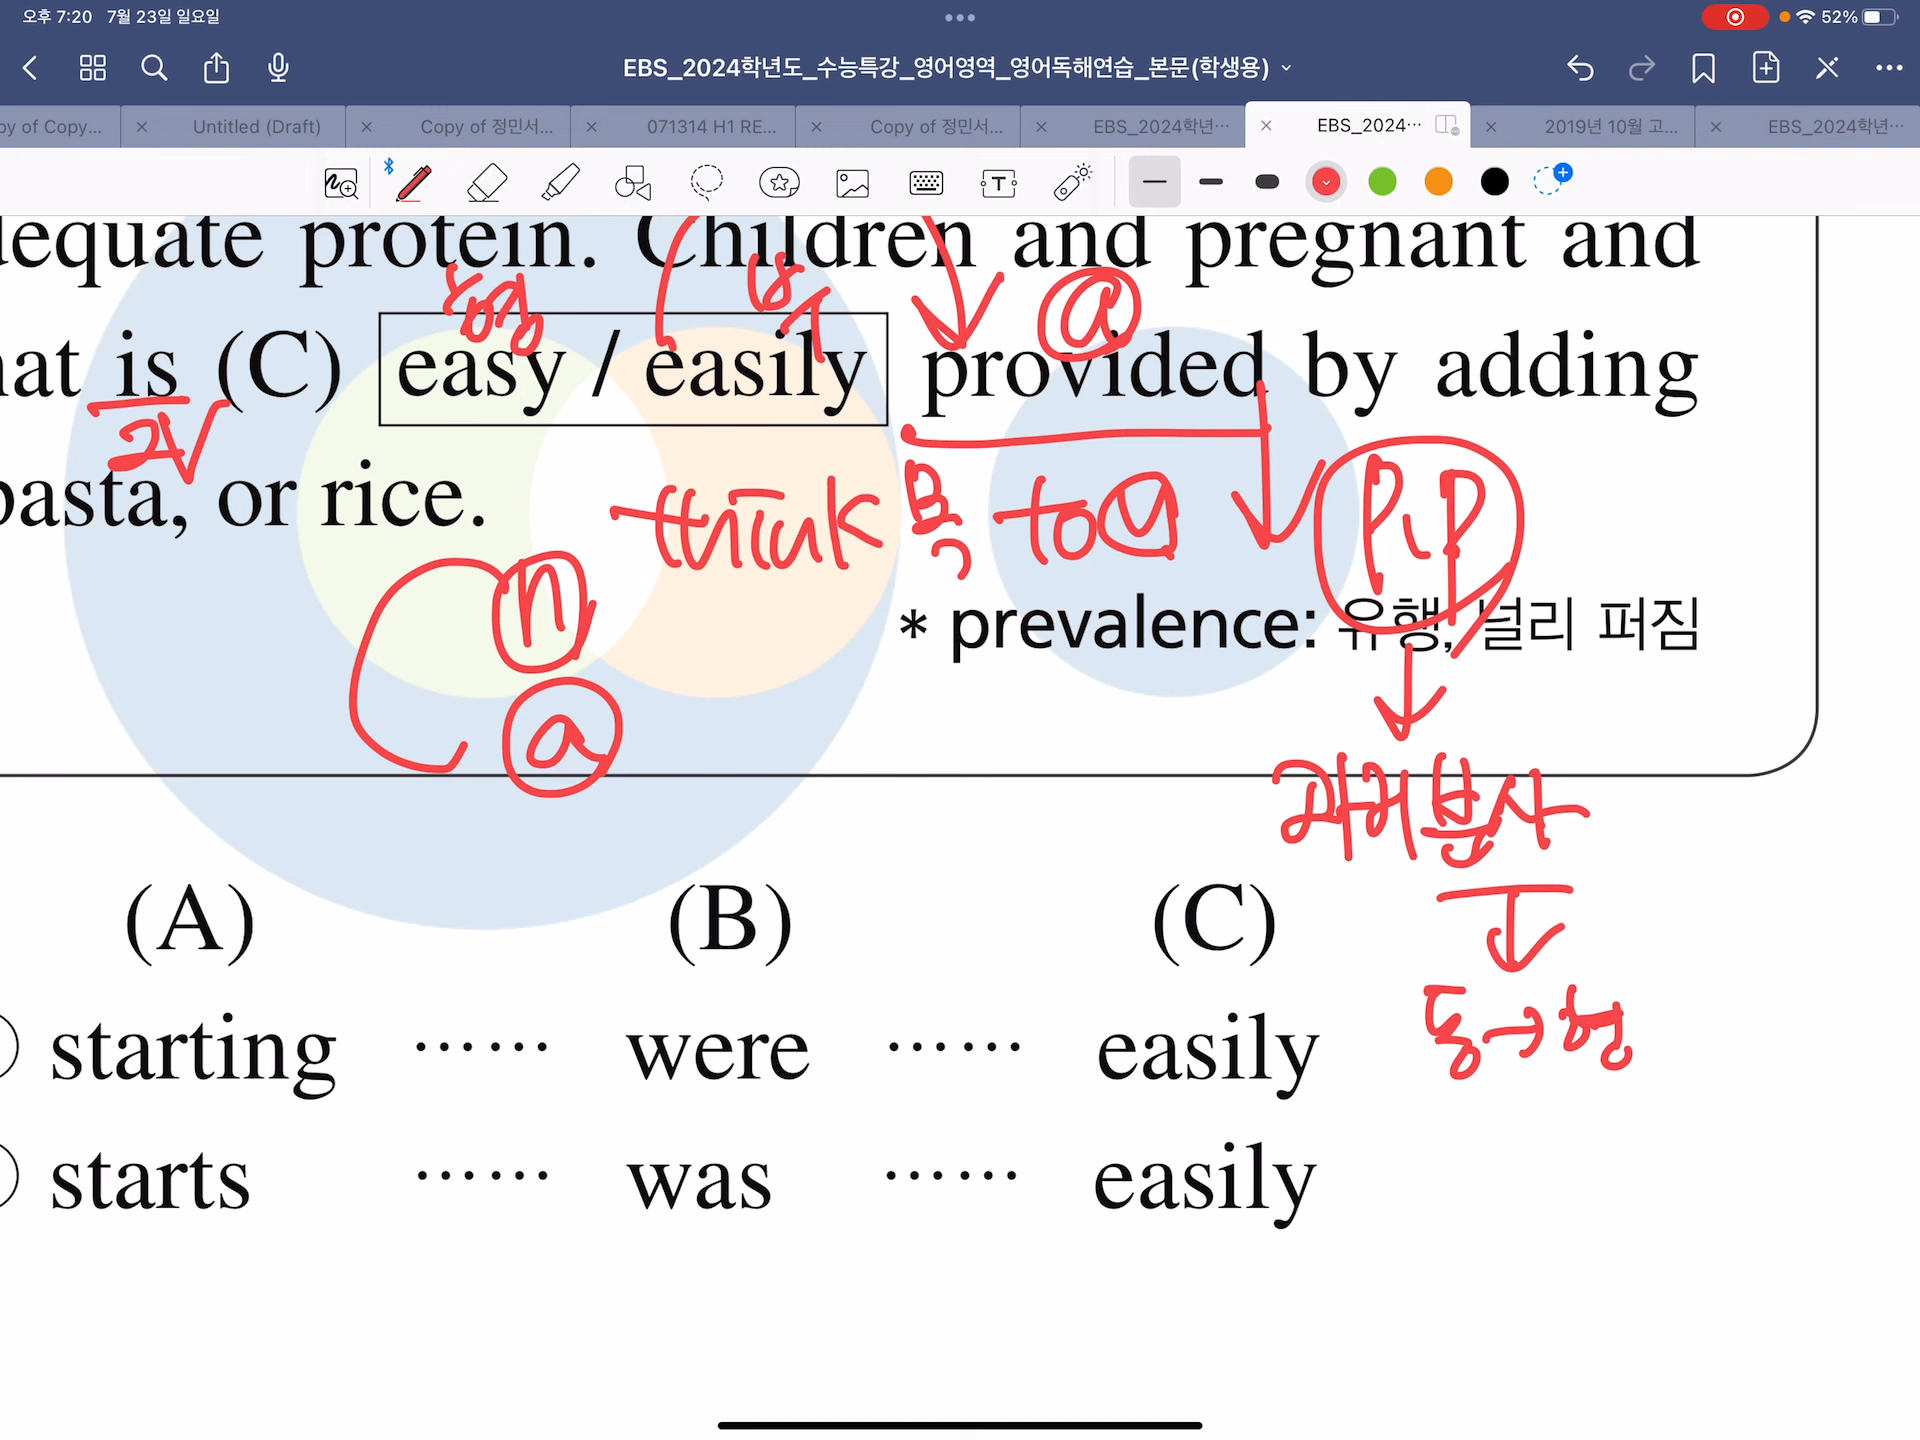 오후 7:20 7월 23일 일요일
52%
EBS_2024학년도_수능특강_영어영역_영어독해연습_본문(학생용)
py of Copy...
Untitled (Draft)
Copy of 정민서...
071314 H1 RE...
Copy of 정민서...
EBS_2024학년…
EBS_2024…
2019년 10월 고...
EBS_2024학년…
dequate protein. Children and pregnant and
형 부 a
hat is (C) easy / easily provided by adding
2V
pasta, or rice.
think 목 to v p.p
n
* prevalence: 유행, 널리 퍼짐
a
과거분사
(A) (B) (C)
동→형
starting ······ were ······ easily
starts ······ was ······ easily